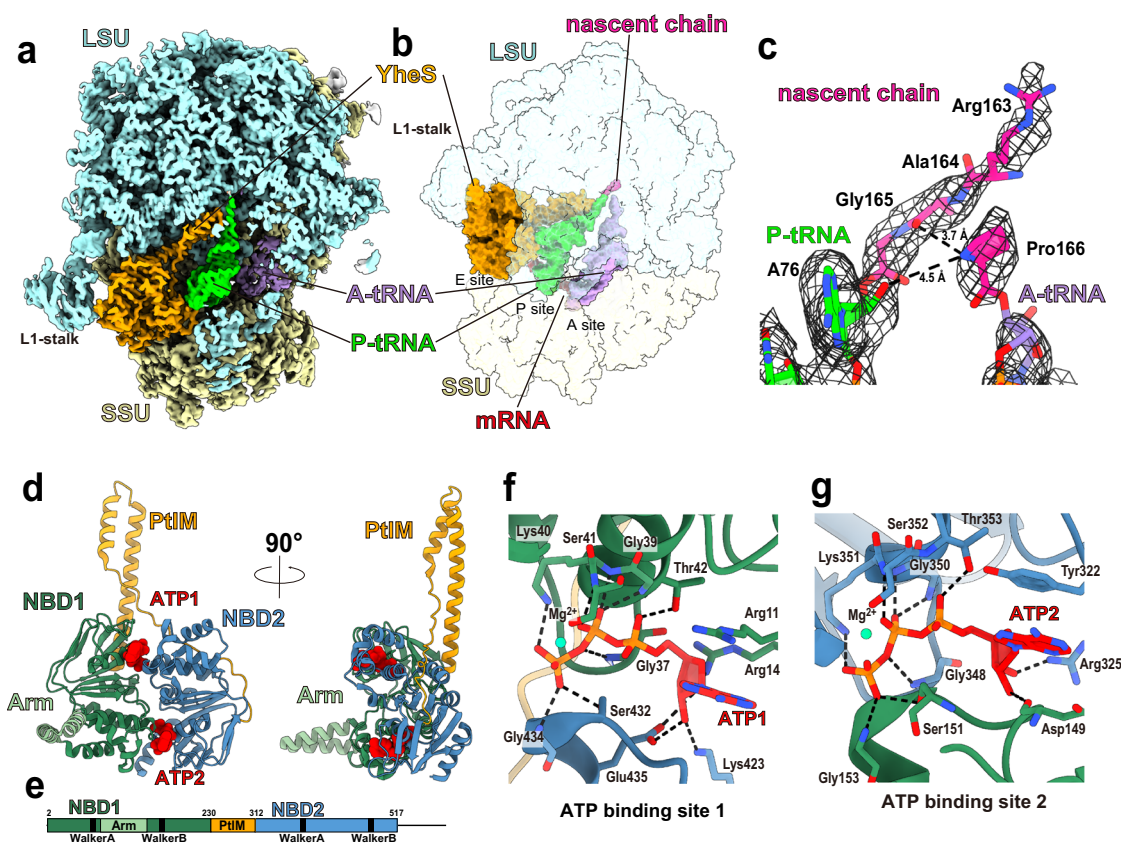 a
LSU
YheS
L1-stalk
SSU
b
nascent chain
LSU
L1-stalk
E site
P site
A site
A-tRNA
P-tRNA
SSU
mRNA
c
nascent chain
Arg163
Ala164
Gly165
3.7 Å
P-tRNA
Pro166
A76
4.5 Å
A-tRNA
d
PtIM
NBD1
ATP1
NBD2
Arm
ATP2
90°
PtIM
Arm
e
NBD1
NBD2
2
230
312
517
Arm
PtIM
WalkerA
WalkerB
WalkerA
WalkerB
f
Lys40
Ser41
Gly39
Thr42
Mg2+
Arg11
Gly37
Arg14
Ser432
ATP1
Gly434
Glu435
Lys423
ATP binding site 1
g
Ser352
Thr353
Lys351
Gly350
Tyr322
Mg2+
ATP2
Arg325
Gly348
Ser151
Asp149
Gly153
ATP binding site 2